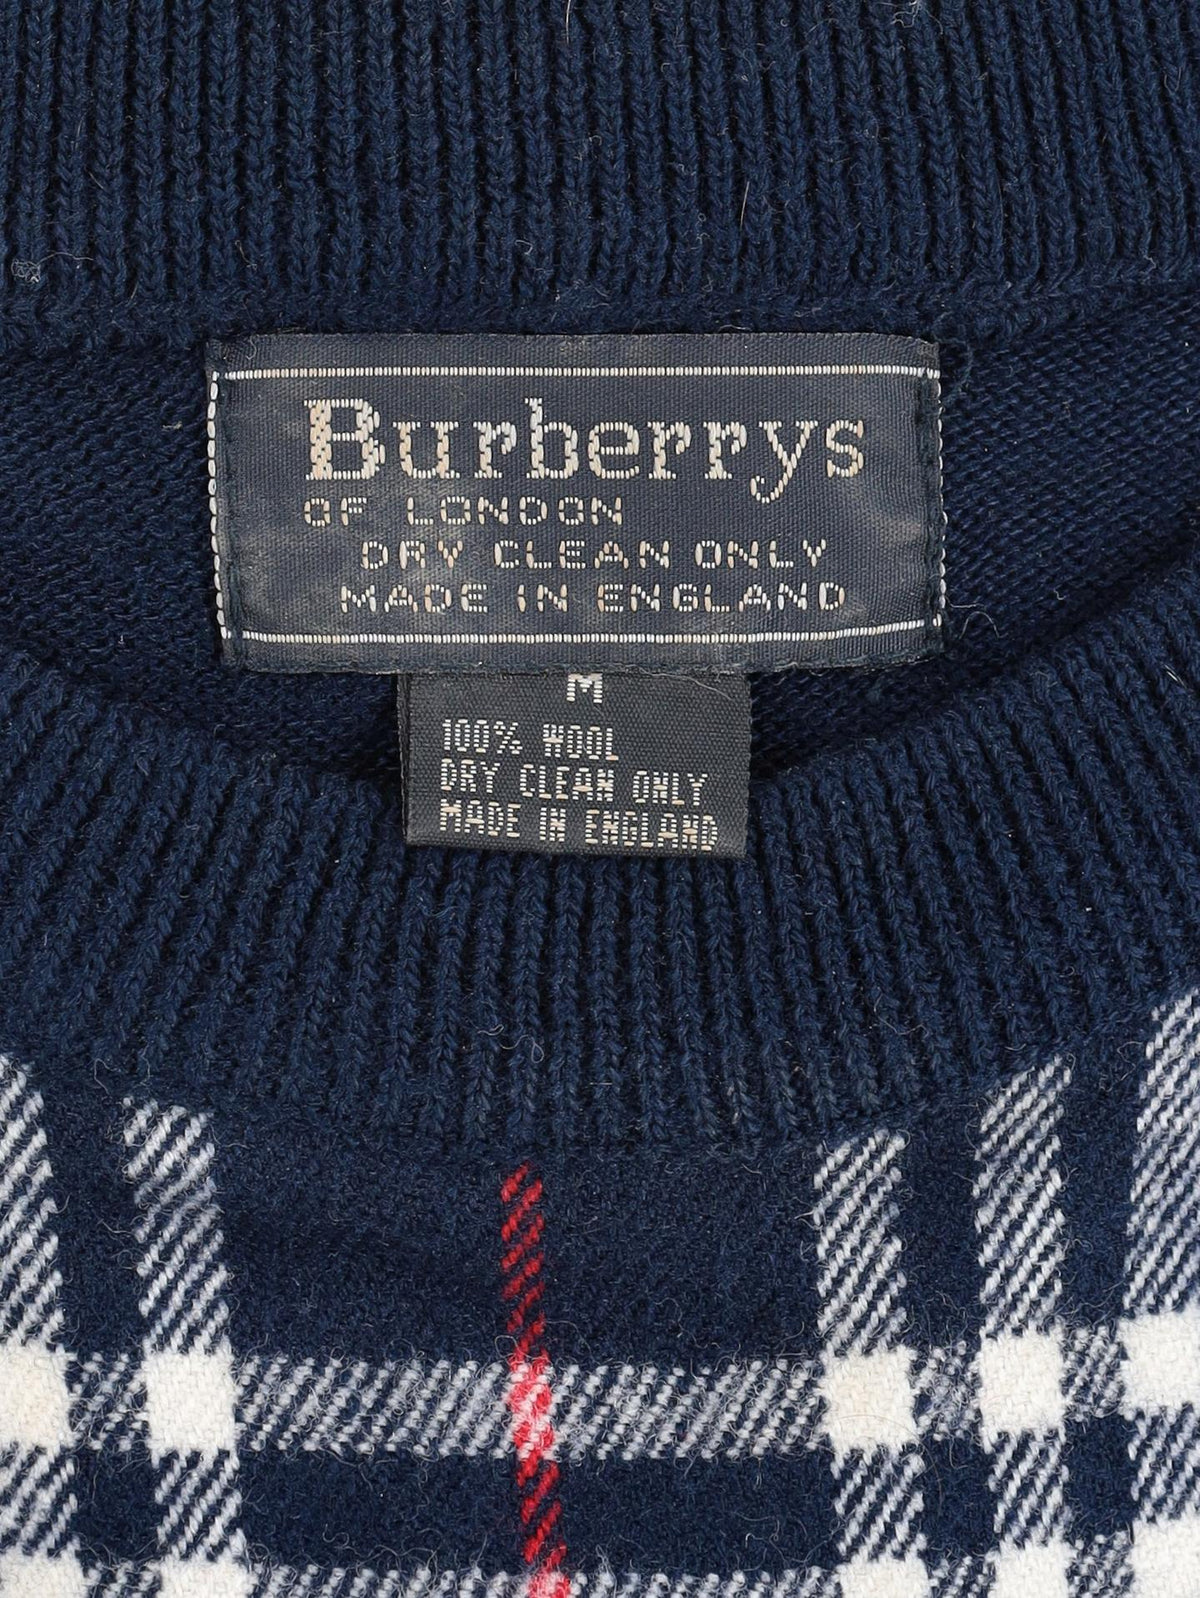 Burberrys
OF LONDON
DRY CLEAN ONLY
MADE IN ENGLAND
M
100% WOOL
DRY CLEAN ONLY
MADE IN ENGLAND